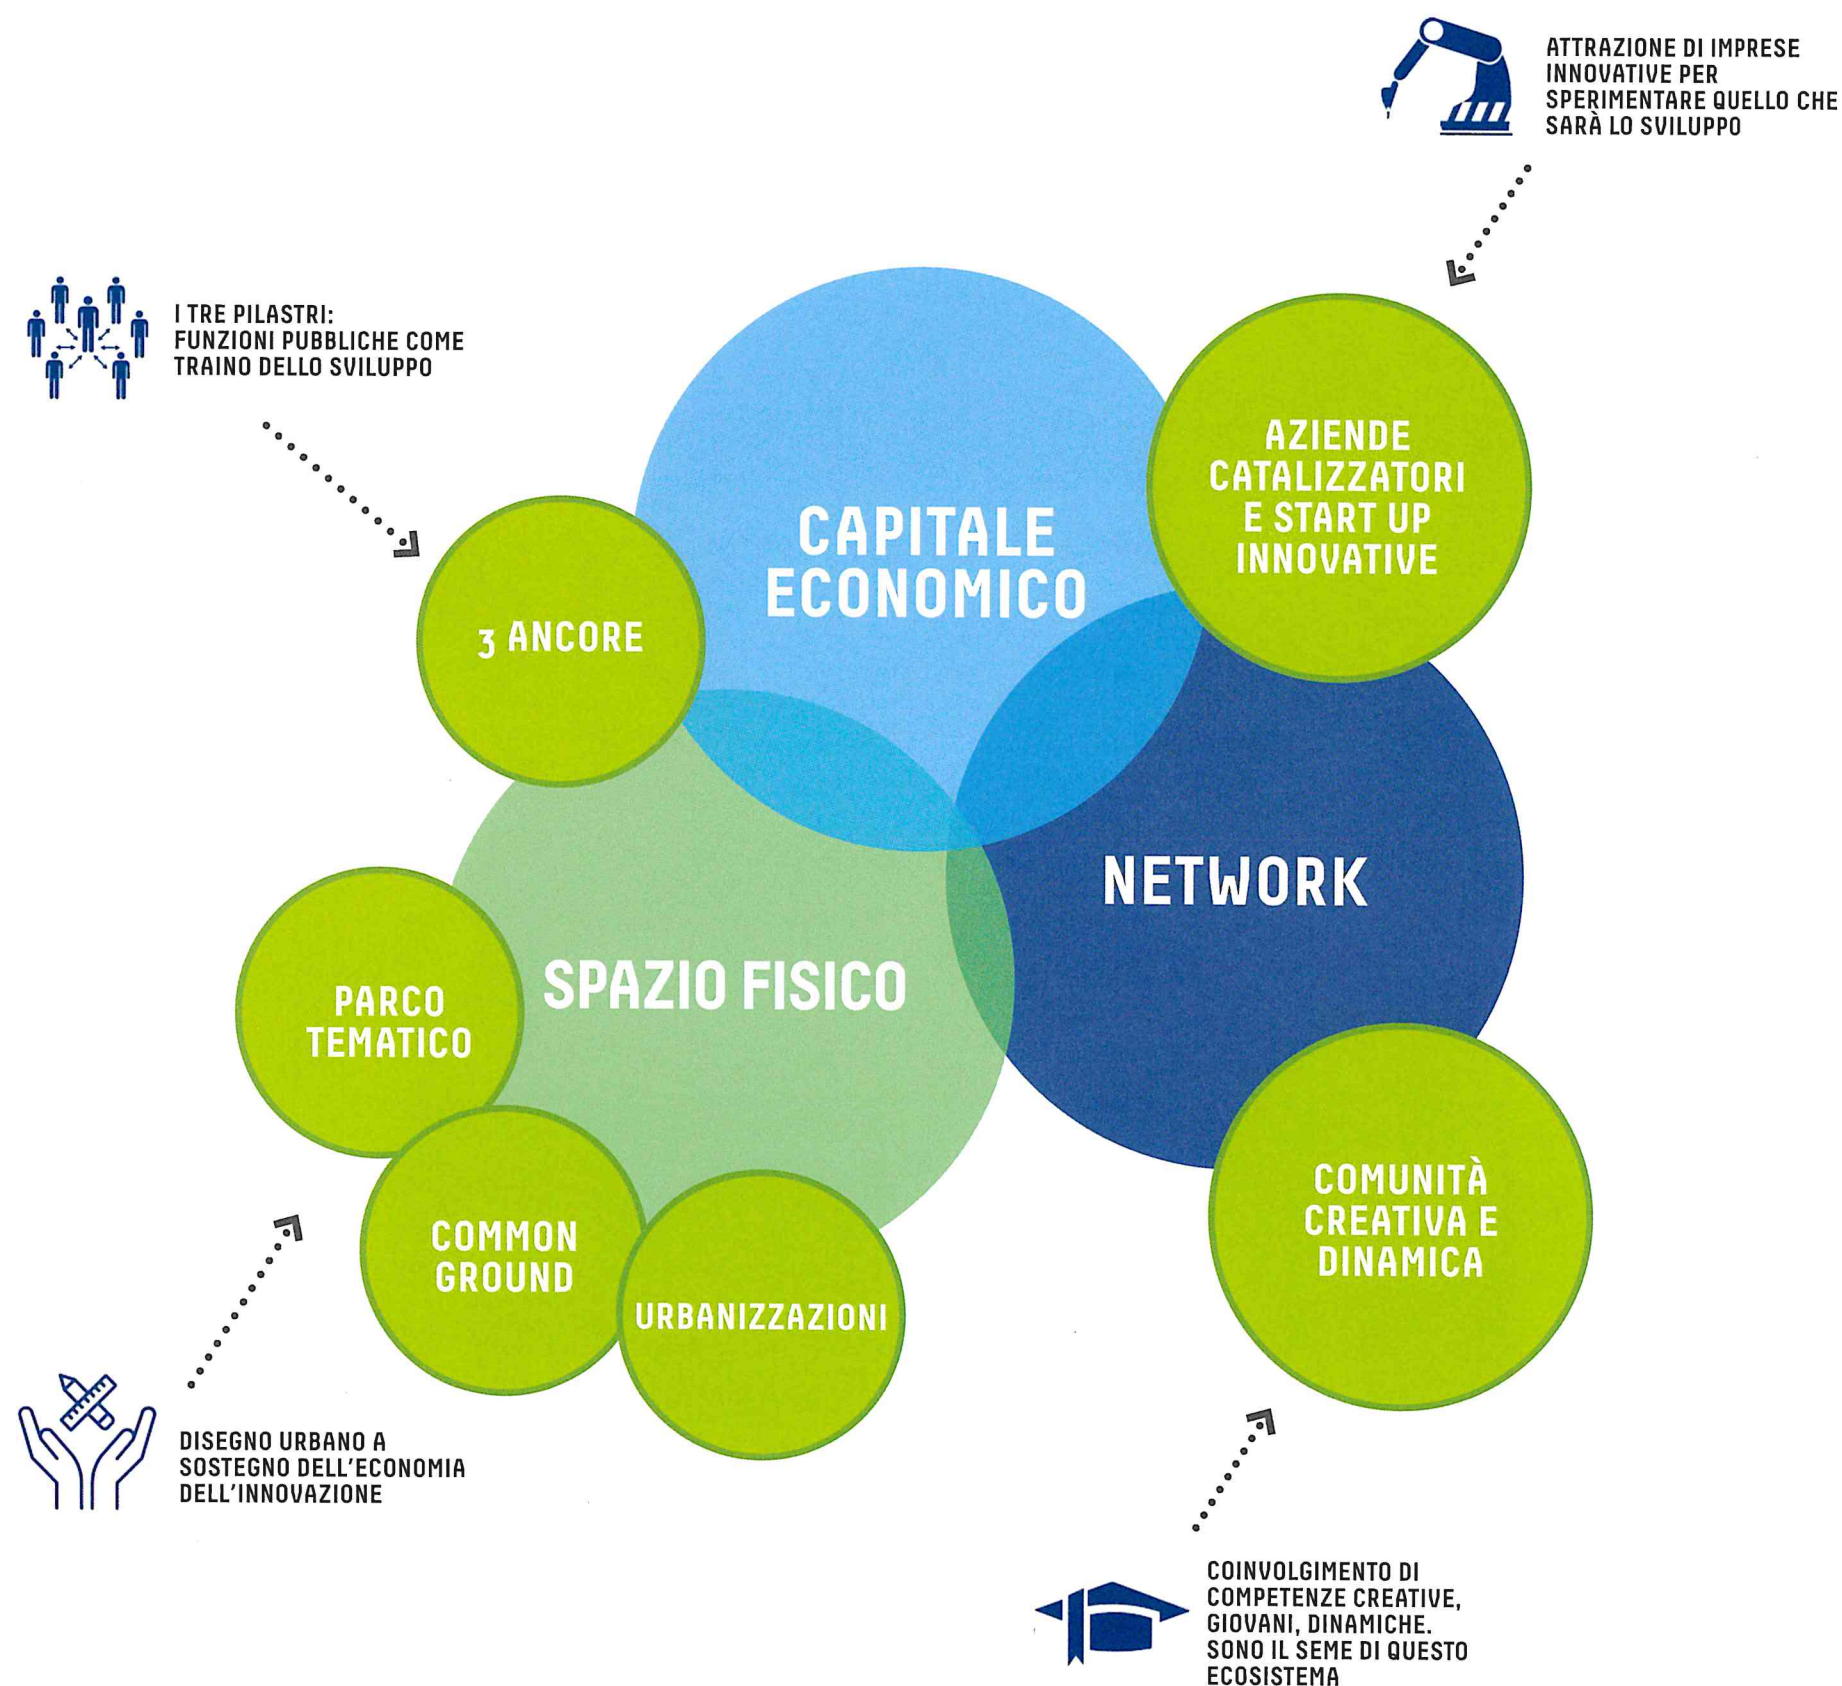 ATTRAZIONE DI IMPRESE
INNOVATIVE PER
SPERIMENTARE QUELLO CHE
SARÀ LO SVILUPPO
I TRE PILASTRI:
FUNZIONI PUBBLICHE COME
TRAINO DELLO SVILUPPO
AZIENDE
CATALIZZATORI
E START UP
INNOVATIVE
CAPITALE
ECONOMICO
3 ANCORE
NETWORK
SPAZIO FISICO
PARCO
TEMATICO
COMMON
GROUND
URBANIZZAZIONI
COMUNITÀ
CREATIVA E
DINAMICA
DISEGNO URBANO A
SOSTEGNO DELL'ECONOMIA
DELL'INNOVAZIONE
COINVOLGIMENTO DI
COMPETENZE CREATIVE,
GIOVANI, DINAMICHE.
SONO IL SEME DI QUESTO
ECOSISTEMA